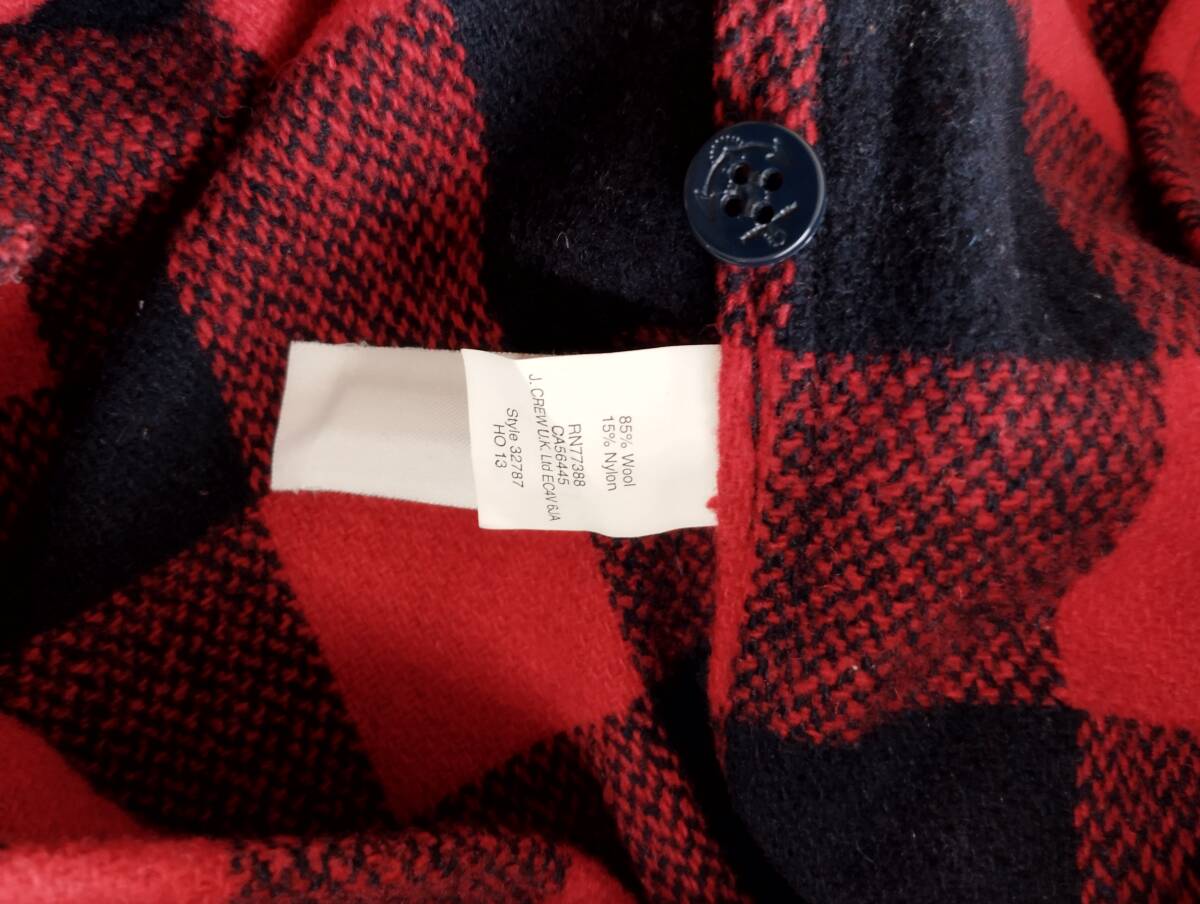 85% Wool
15% Nylon
RN77388
CA56445
J. CREW U.K. Ltd EC4V 6JA
Style 32787
HO 13